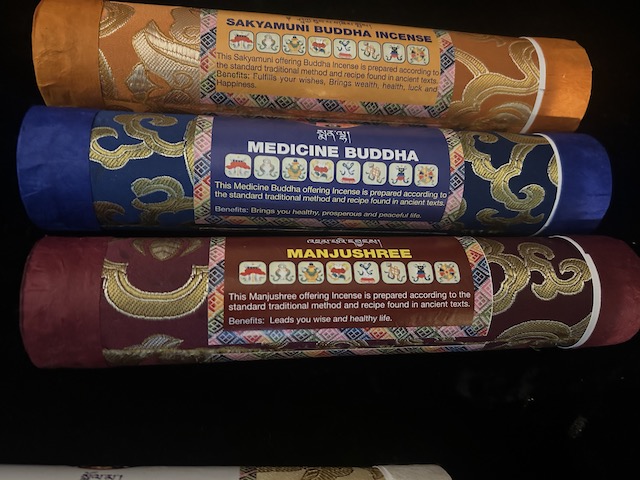 SAKYAMUNI BUDDHA INCENSE
This Sakyamuni offering Incense is prepared according to
the standard traditional method and recipe found in ancient texts.
Benefits: Fulfills your wishes, Brings wealth, health, luck and
Happiness.
སྨན་བླ།
MEDICINE BUDDHA
This Medicine Buddha offering Incense is prepared according to
the standard traditional method and recipe found in ancient texts.
Benefits: Brings you healthy, prosperous and peaceful life.
MANJUSHREE
This Manjushree offering Incense is prepared according to the
standard traditional method and recipe found in ancient texts.
Benefits: Leads you wise and healthy life.